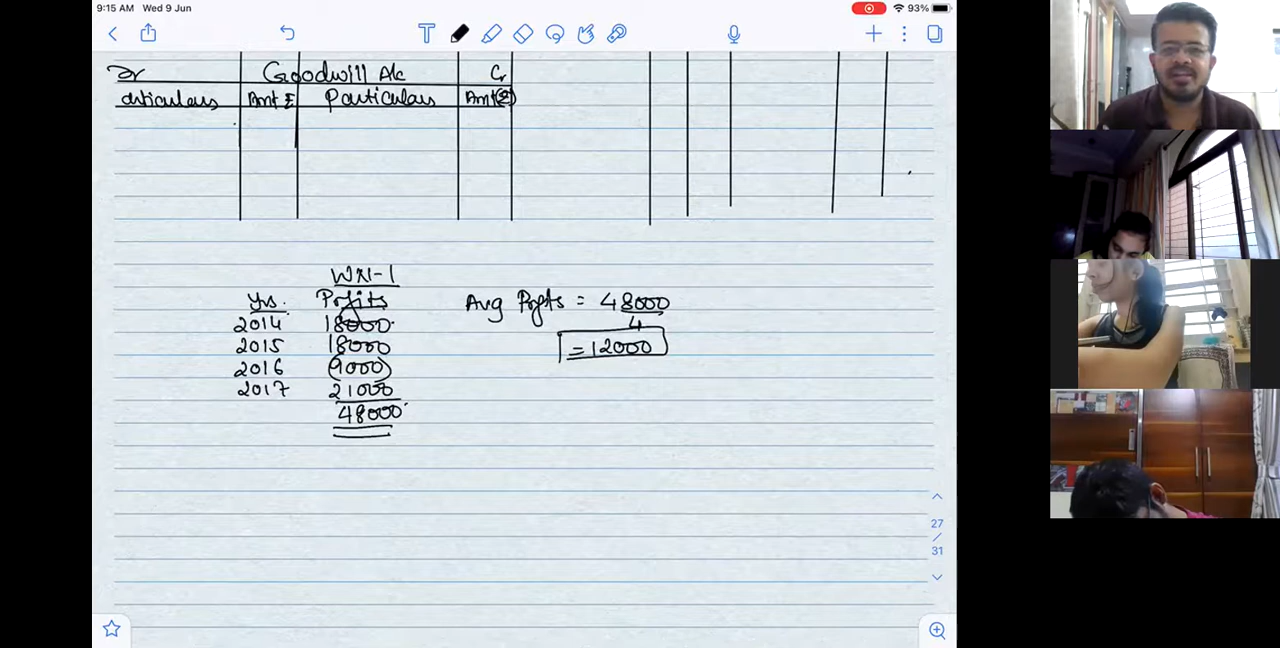 9:15 AM Wed 9 Jun 93%
Dr Goodwill A/c Cr
articulars Amt ₹ Particulars Amt(₹)
WN-1
Yrs. Profits
2014 18000
2015 18000
2016 (9000)
2017 21000
48000
Avg Profits = 48000
4
= 12000
27
/
31